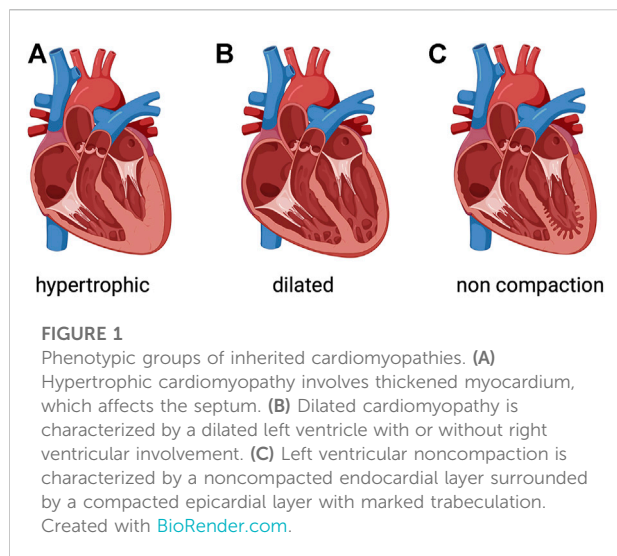 A B C
hypertrophic dilated non compaction
FIGURE 1
Phenotypic groups of inherited cardiomyopathies. (A)
Hypertrophic cardiomyopathy involves thickened myocardium,
which affects the septum. (B) Dilated cardiomyopathy is
characterized by a dilated left ventricle with or without right
ventricular involvement. (C) Left ventricular noncompaction is
characterized by a noncompacted endocardial layer surrounded
by a compacted epicardial layer with marked trabeculation.
Created with BioRender.com.